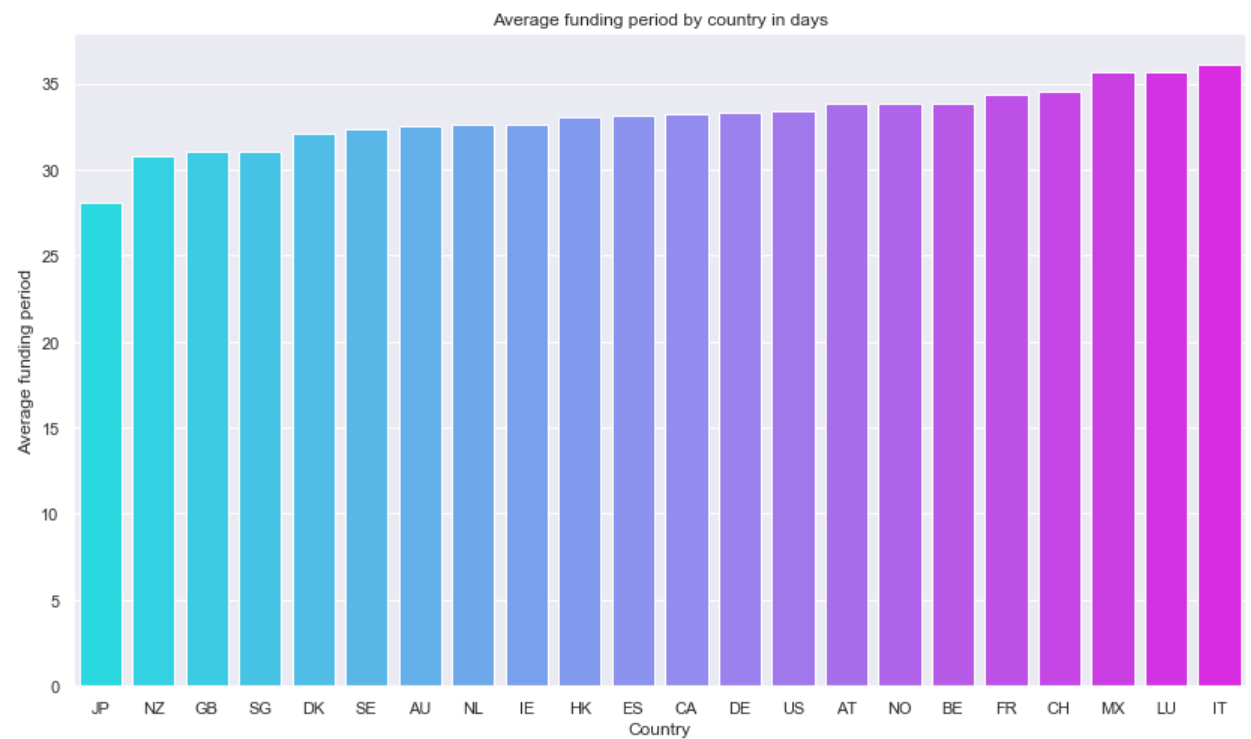 Average funding period by country in days
Average funding period
35
30
25
20
15
10
5
0
JP NZ GB SG DK SE AU NL IE HK ES CA DE US AT NO BE FR CH MX LU IT
Country